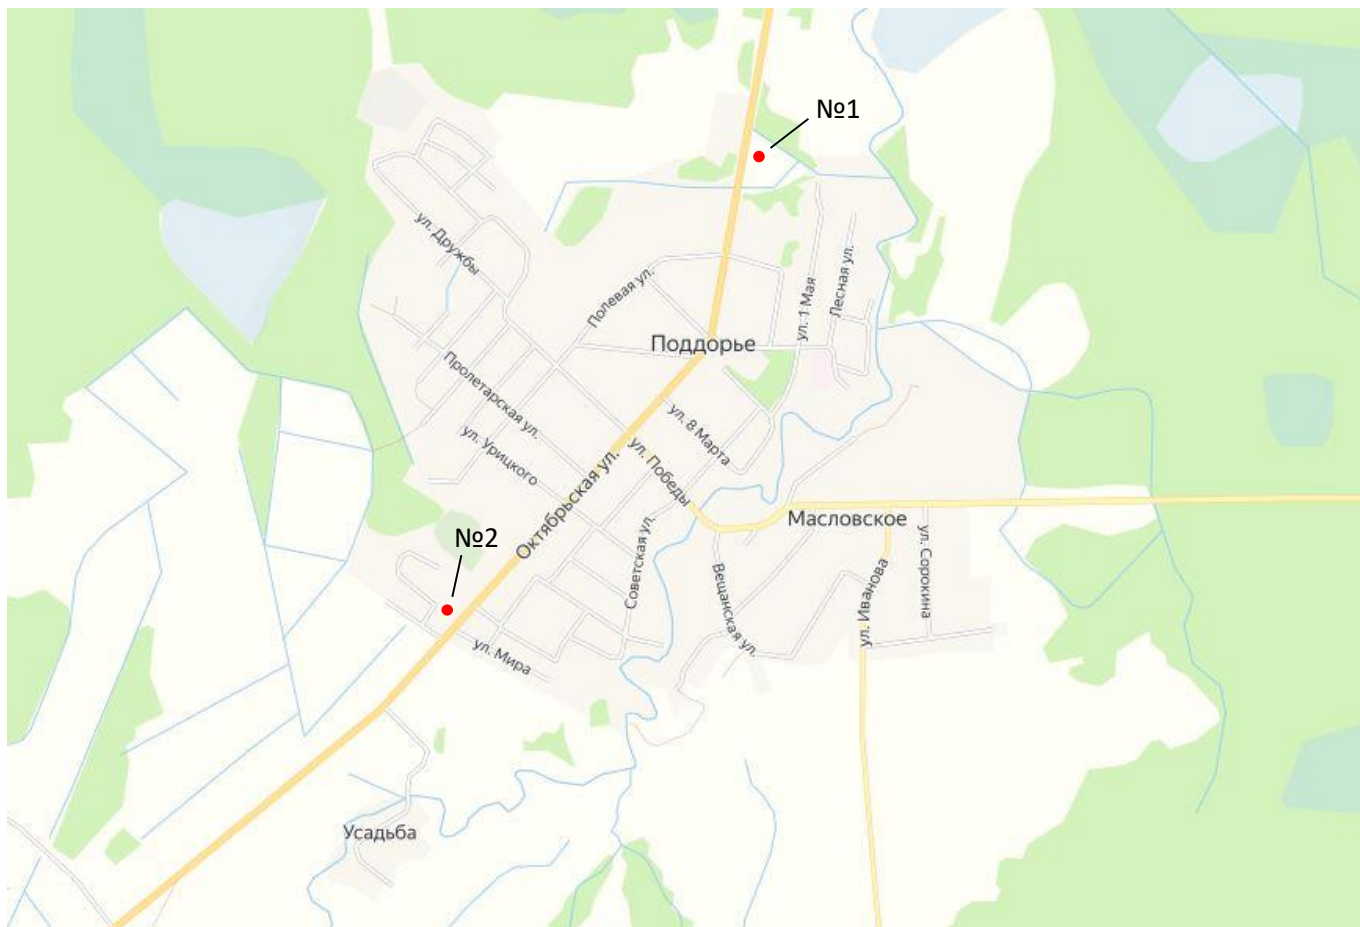 №1
ул. Дружбы
Полевая ул.
ул. 1 Мая
Лесная ул.
Поддорье
Пролетарская ул.
ул. 8 Марта
ул. Урицкого
ул. Победы
Октябрьская ул.
Масловское
№2
Советская ул.
Вещанская ул.
ул. Иванова
ул. Сорокина
ул. Мира
Усадьба